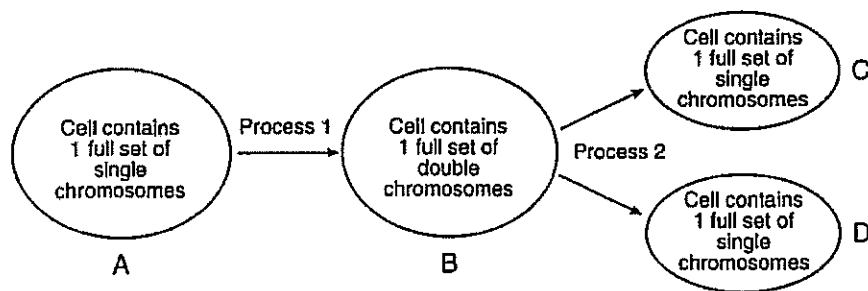 Cell contains
1 full set of
single
chromosomes
A
Process 1
Cell contains
1 full set of
double
chromosomes
B
Process 2
Cell contains
1 full set of
single
chromosomes
C
Cell contains
1 full set of
single
chromosomes
D